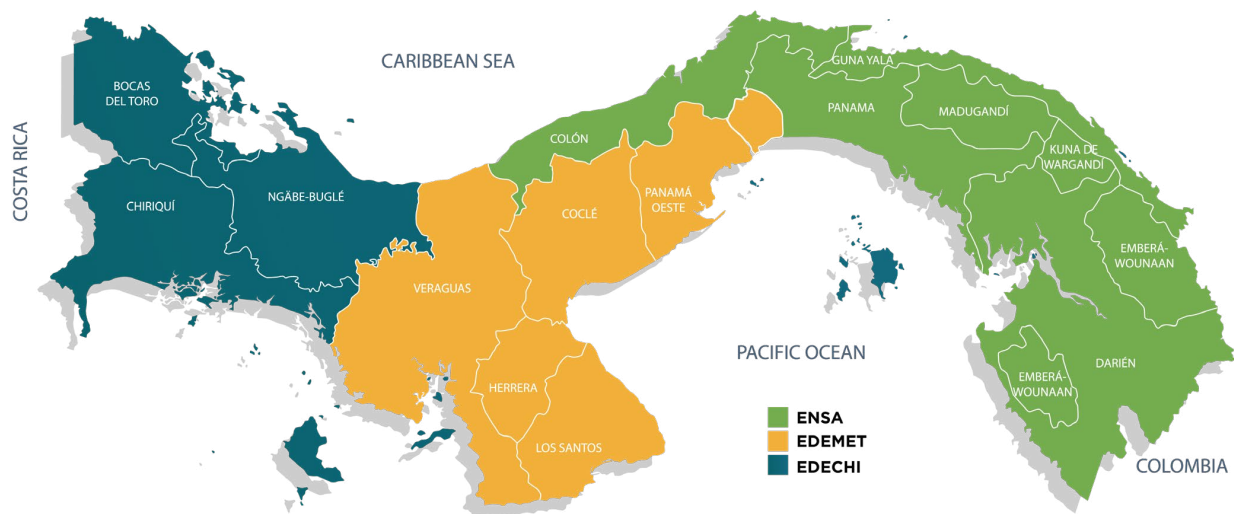 CARIBBEAN SEA
COSTA RICA
BOCAS
DEL TORO
CHIRIQUÍ
NGÄBE-BUGLÉ
VERAGUAS
COLÓN
COCLÉ
PANAMÁ
OESTE
HERRERA
LOS SANTOS
GUNA YALA
PANAMA
MADUGANDÍ
KUNA DE
WARGANDÍ
EMBERÁ-
WOUNAAN
DARIÉN
EMBERÁ-
WOUNAAN
PACIFIC OCEAN
ENSA
EDEMET
EDECHI
COLOMBIA